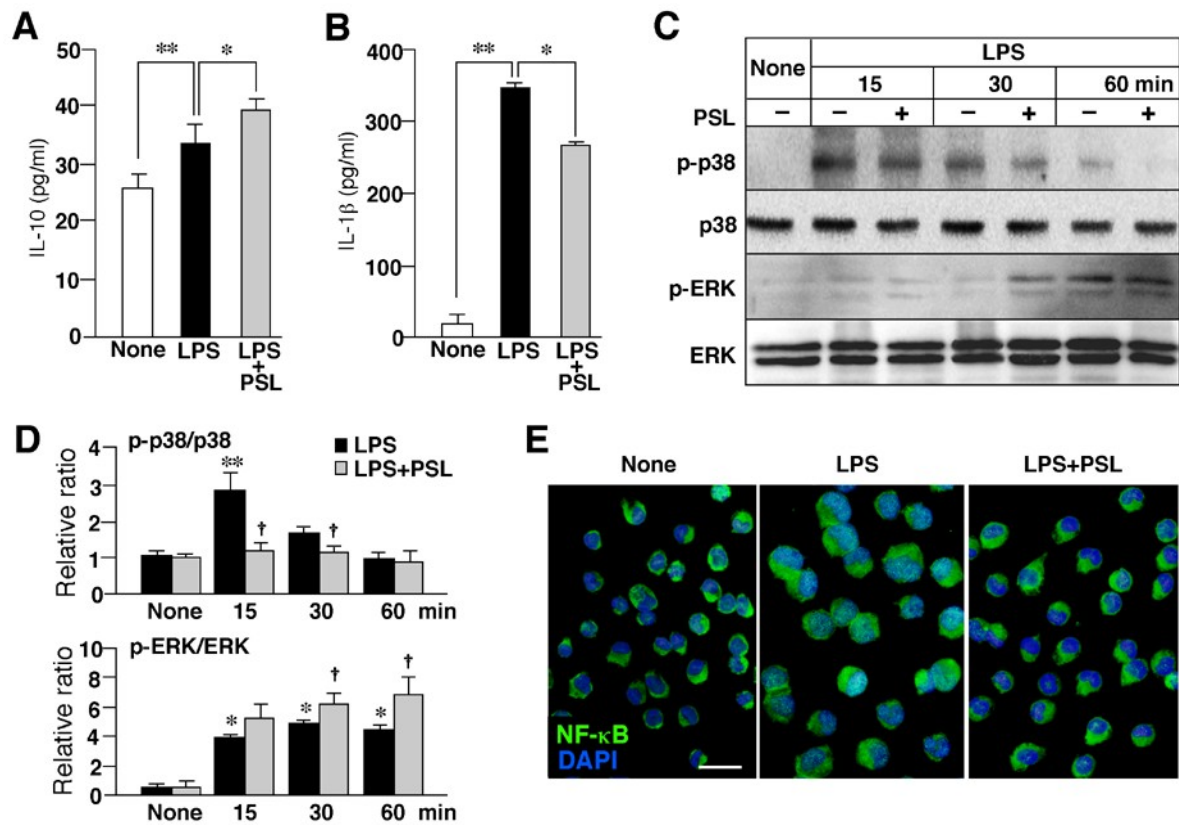 A
IL-10 (pg/ml)
50
40
30
20
10
0
** *
None LPS LPS
+
PSL
B
IL-1β (pg/ml)
400
300
200
100
0
** *
None LPS LPS
+
PSL
C
None LPS
15 30 60 min
PSL − − + − + − +
p-p38
p38
p-ERK
ERK
D
p-p38/p38
LPS
LPS+PSL
Relative ratio
4
3
2
1
0
** † †
None 15 30 60 min
p-ERK/ERK
Relative ratio
10
8
6
4
2
0
* * † * †
None 15 30 60 min
E
None LPS LPS+PSL
NF-κB
DAPI